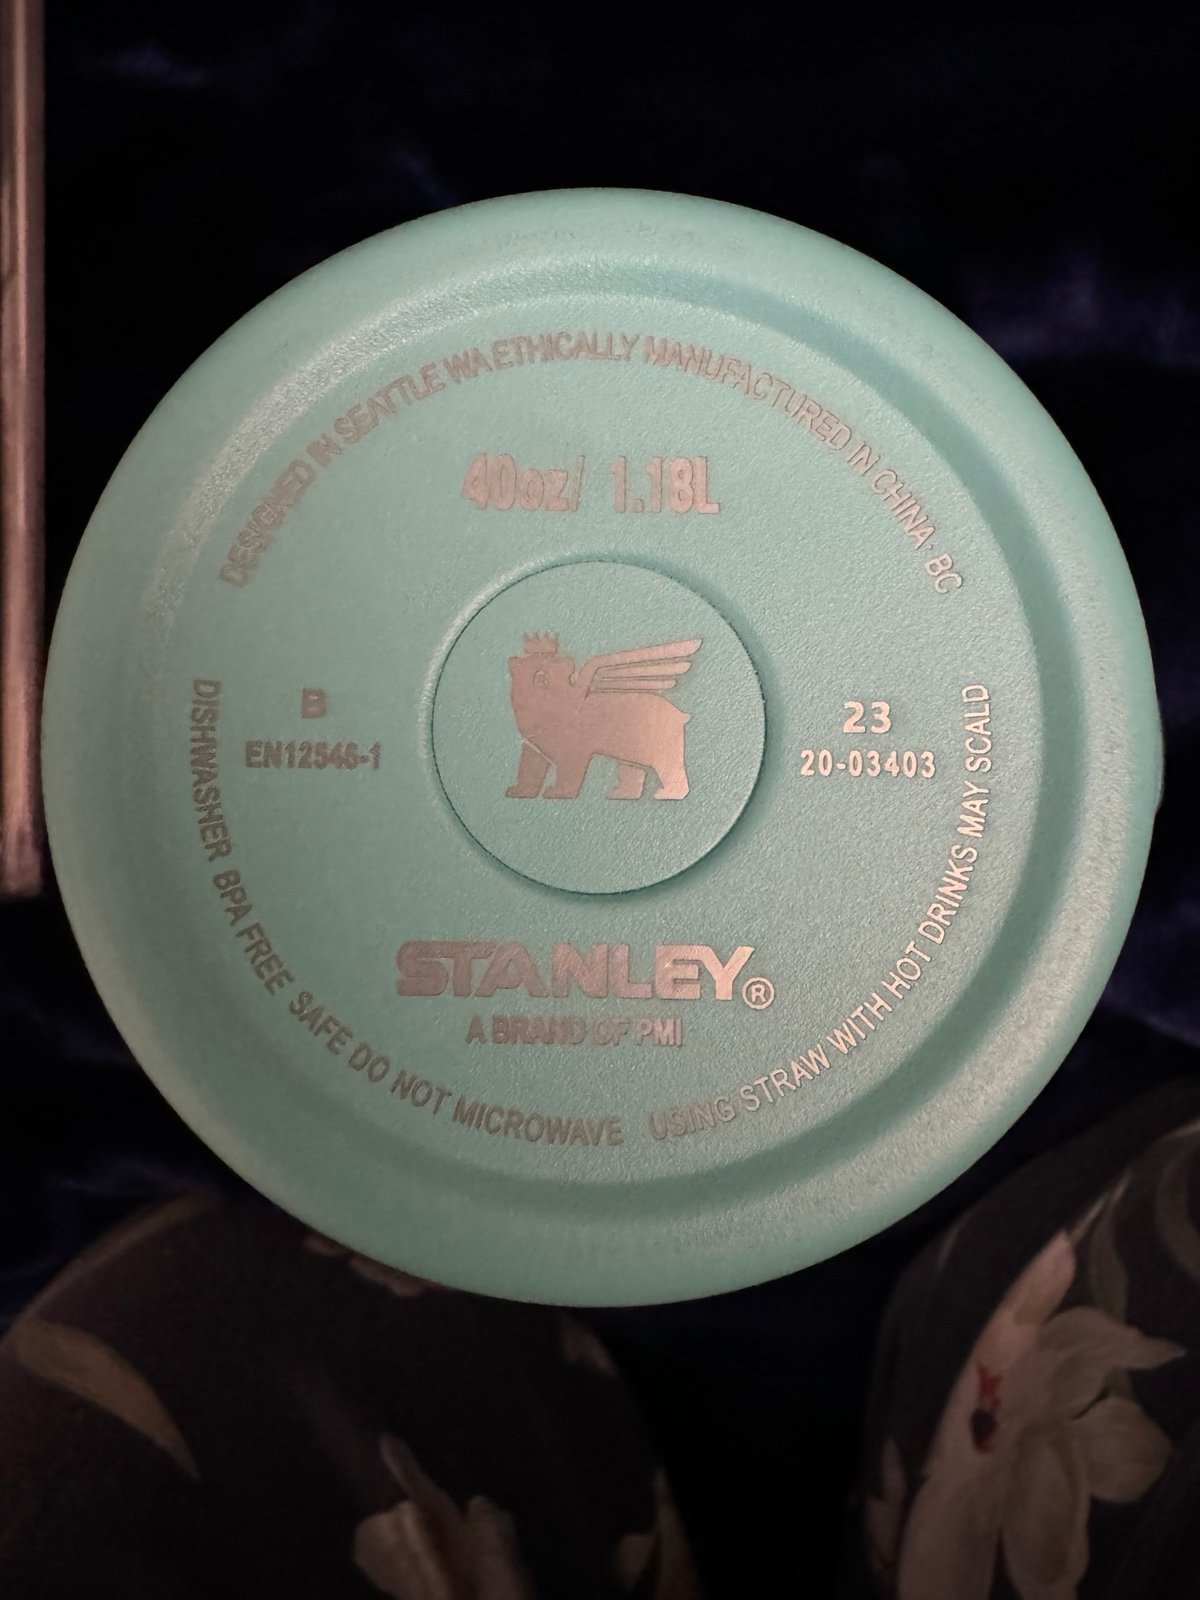 DESIGNED IN SEATTLE WA ETHICALLY MANUFACTURED IN CHINA· BC
40oz/ 1.18L
B
EN12546-1
23
20-03403
STANLEY®
A BRAND OF PMI
DISHWASHER BPA FREE SAFE DO NOT MICROWAVE USING STRAW WITH HOT DRINKS MAY SCALD